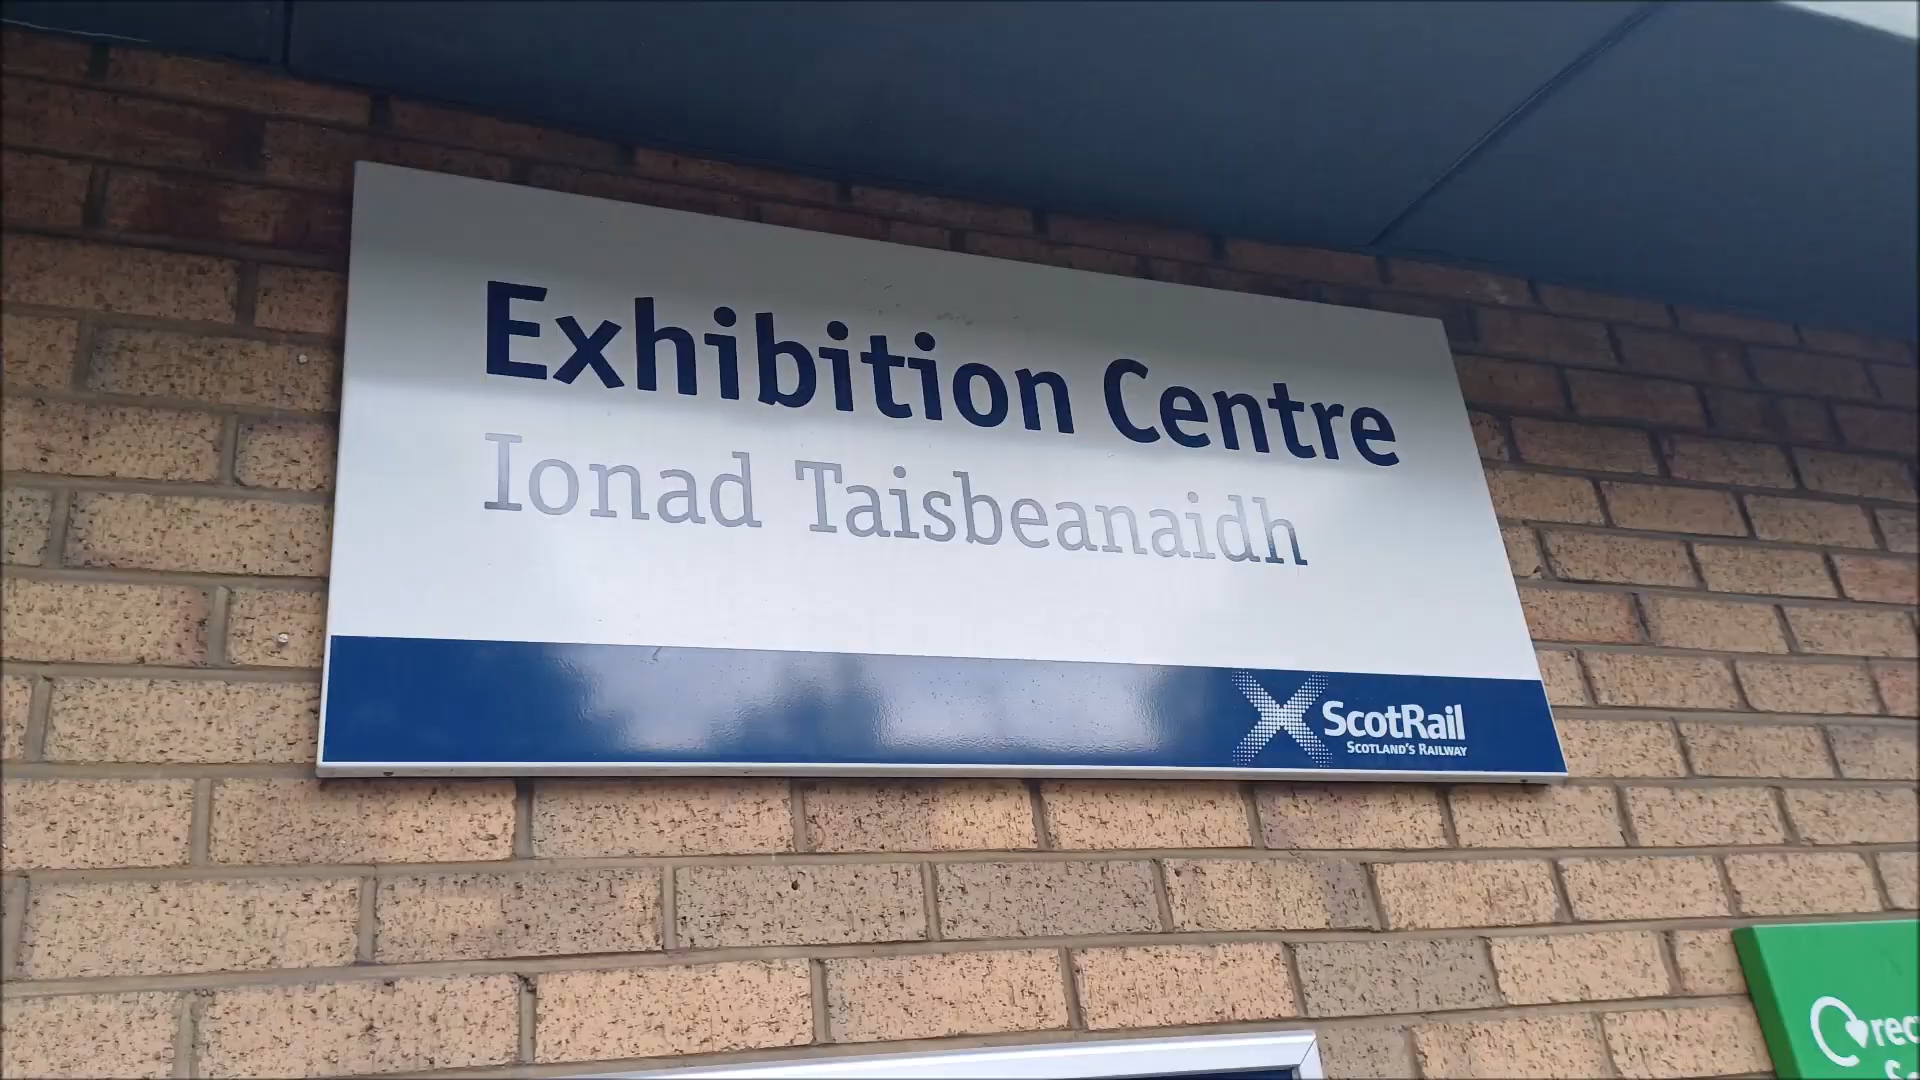 Exhibition Centre
Ionad Taisbeanaidh
ScotRail
SCOTLAND'S RAILWAY